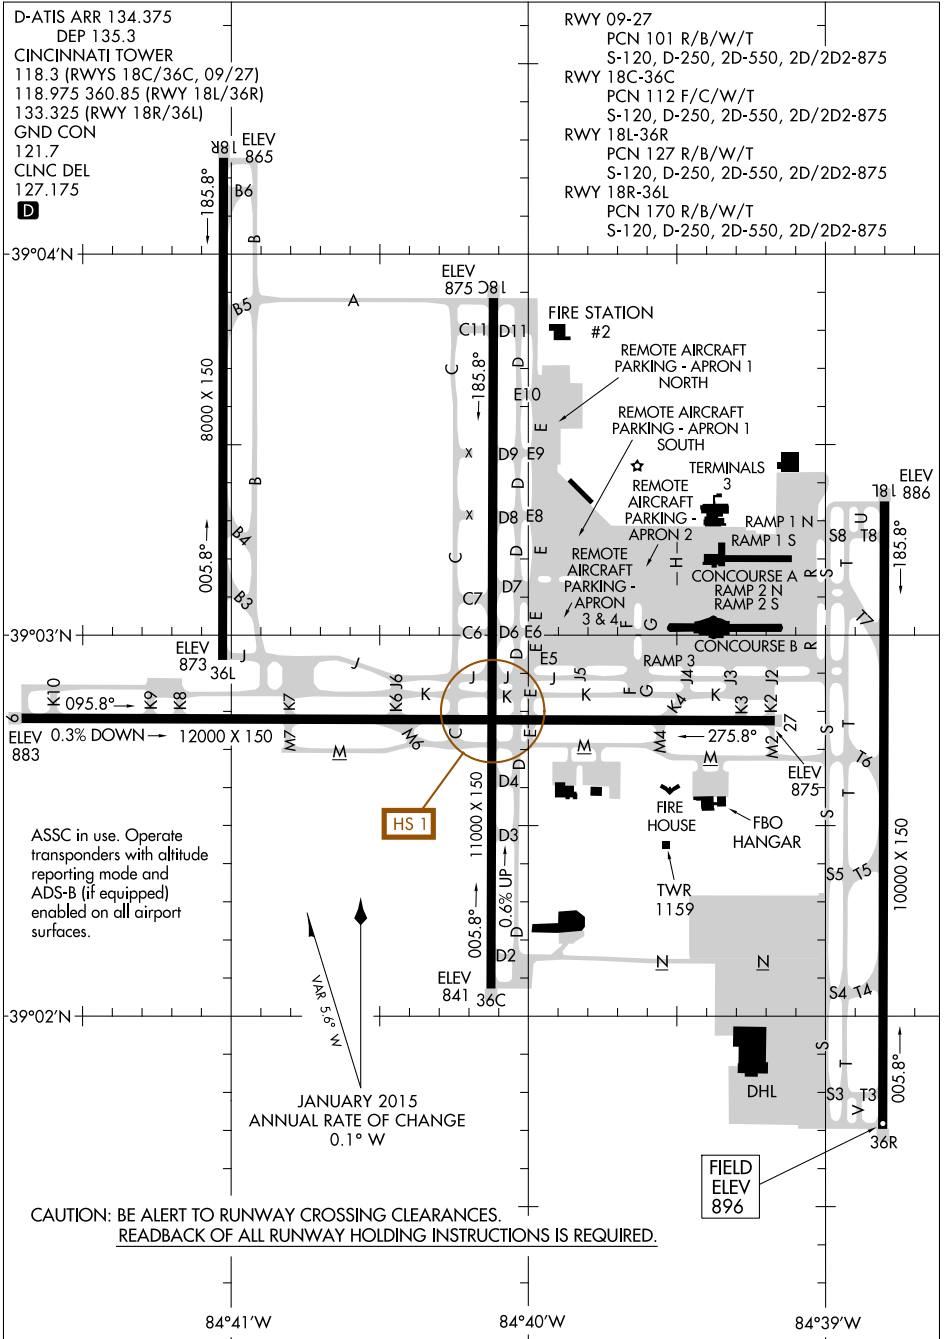 D-ATIS ARR 134.375
DEP 135.3
CINCINNATI TOWER
118.3 (RWYS 18C/36C, 09/27)
118.975 360.85 (RWY 18L/36R)
133.325 (RWY 18R/36L)
GND CON
121.7
CLNC DEL
127.175
D
RWY 09-27
PCN 101 R/B/W/T
S-120, D-250, 2D-550, 2D/2D2-875
RWY 18C-36C
PCN 112 F/C/W/T
S-120, D-250, 2D-550, 2D/2D2-875
RWY 18L-36R
PCN 127 R/B/W/T
S-120, D-250, 2D-550, 2D/2D2-875
RWY 18R-36L
PCN 170 R/B/W/T
S-120, D-250, 2D-550, 2D/2D2-875
18R
ELEV
865
185.8°
B6
B
39°04'N
B5
A
8000 X 150
B
B4
B3
005.8°
ELEV
873
36L
J
ELEV
875
18C
C11
D11
185.8°
C
D
E10
E
X
D9
E9
D
X
D8
E8
C
D
E
D7
C7
E
C6
D6
E6
D
E
E5
FIRE STATION
#2
REMOTE AIRCRAFT
PARKING - APRON 1
NORTH
REMOTE AIRCRAFT
PARKING - APRON 1
SOUTH
TERMINALS
3
REMOTE
AIRCRAFT
PARKING -
APRON 2
REMOTE
AIRCRAFT
PARKING -
APRON
3 & 4
RAMP 1 N
RAMP 1 S
H
CONCOURSE A
RAMP 2 N
RAMP 2 S
F
G
CONCOURSE B
RAMP 3
R
R
18L
ELEV
886
U
S8
T8
185.8°
S
T
T7
39°03'N
J
J6
J
J
J
J5
F
G
J4
J3
J2
K10
K9
K8
K7
K6
K
K
E
K
K4
K
K3
K2
9
095.8°
ELEV
883
0.3% DOWN
12000 X 150
M7
M
M6
C
E
D
M
M4
275.8°
M
M2
27
ELEV
875
S
T
T6
T
S
HS 1
11000 X 150
D4
D3
0.6% UP
005.8°
D
D2
ELEV
841
36C
FIRE
HOUSE
FBO
HANGAR
TWR
1159
S5
T5
10000 X 150
N
N
S4
T4
ASSC in use. Operate
transponders with altitude
reporting mode and
ADS-B (if equipped)
enabled on all airport
surfaces.
39°02'N
VAR 5.6° W
JANUARY 2015
ANNUAL RATE OF CHANGE
0.1° W
DHL
S
T
S3
T3
V
005.8°
36R
FIELD
ELEV
896
CAUTION: BE ALERT TO RUNWAY CROSSING CLEARANCES.
READBACK OF ALL RUNWAY HOLDING INSTRUCTIONS IS REQUIRED.
84°41'W
84°40'W
84°39'W